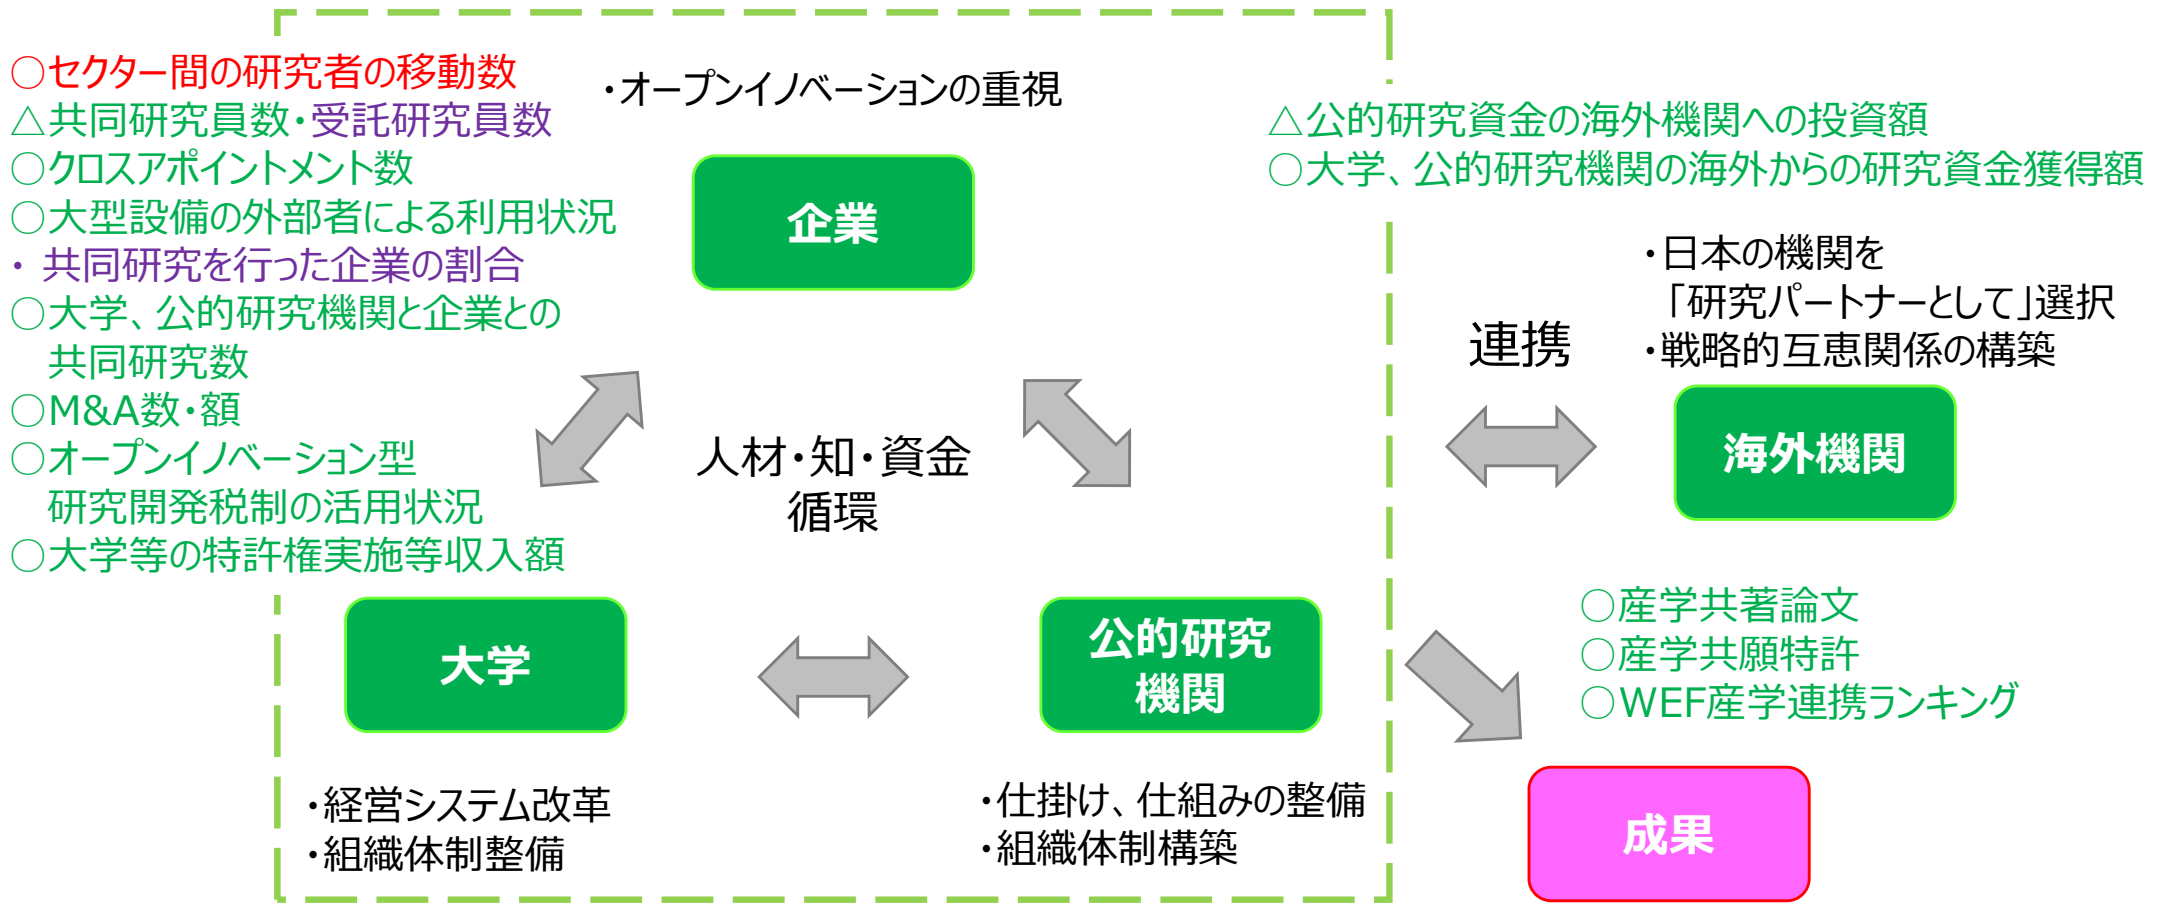 ○セクター間の研究者の移動数
△共同研究員数・受託研究員数
○クロスアポイントメント数
○大型設備の外部者による利用状況
・ 共同研究を行った企業の割合
○大学、公的研究機関と企業との
共同研究数
○M&A数・額
○オープンイノベーション型
研究開発税制の活用状況
○大学等の特許権実施等収入額
・オープンイノベーションの重視
企業
人材・知・資金
循環
大学
・経営システム改革
・組織体制整備
公的研究
機関
・仕掛け、仕組みの整備
・組織体制構築
△公的研究資金の海外機関への投資額
○大学、公的研究機関の海外からの研究資金獲得額
・日本の機関を
「研究パートナーとして」選択
・戦略的互恵関係の構築
連携
海外機関
○産学共著論文
○産学共願特許
○WEF産学連携ランキング
成果